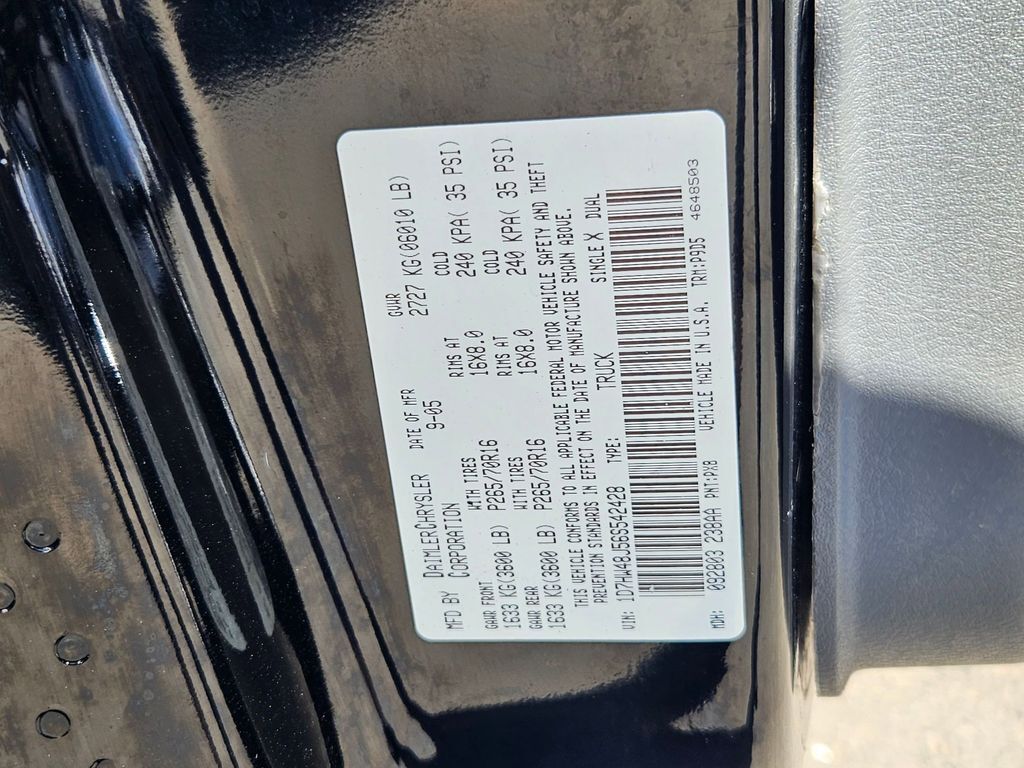 MFD BY DAIMLERCHRYSLER CORPORATION
DATE OF MFR
9-05
GVWR
2727 KG(06010 LB)
GAWR FRONT WITH TIRES RIMS AT COLD
1633 KG(3600 LB) P265/70R16 16X8.0 240 KPA( 35 PSI)
GAWR REAR WITH TIRES RIMS AT COLD
1633 KG(3600 LB) P265/70R16 16X8.0 240 KPA( 35 PSI)
THIS VEHICLE CONFORMS TO ALL APPLICABLE FEDERAL MOTOR VEHICLE SAFETY AND THEFT
PREVENTION STANDARDS IN EFFECT ON THE DATE OF MANUFACTURE SHOWN ABOVE.
VIN: 1D7HW48J56S542428 TYPE: TRUCK SINGLE X DUAL
MDH: 092803 238AA PNT:PX8 VEHICLE MADE IN U.S.A. TRM:P9D5 4648503